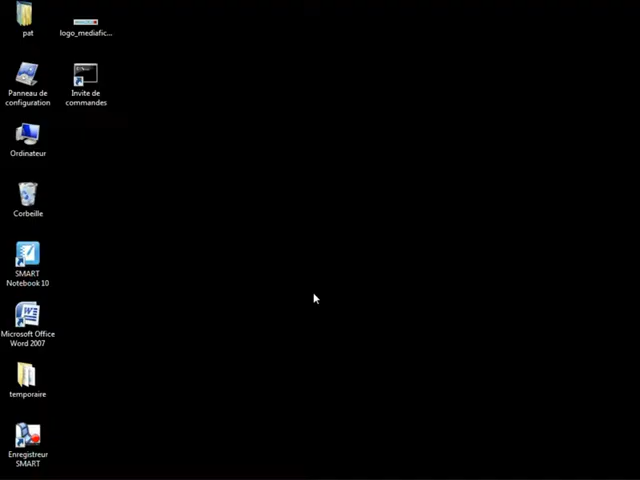 pat
logo_mediafic...
Panneau de
configuration
Invite de
commandes
Ordinateur
Corbeille
SMART
Notebook 10
Microsoft Office
Word 2007
temporaire
Enregistreur
SMART